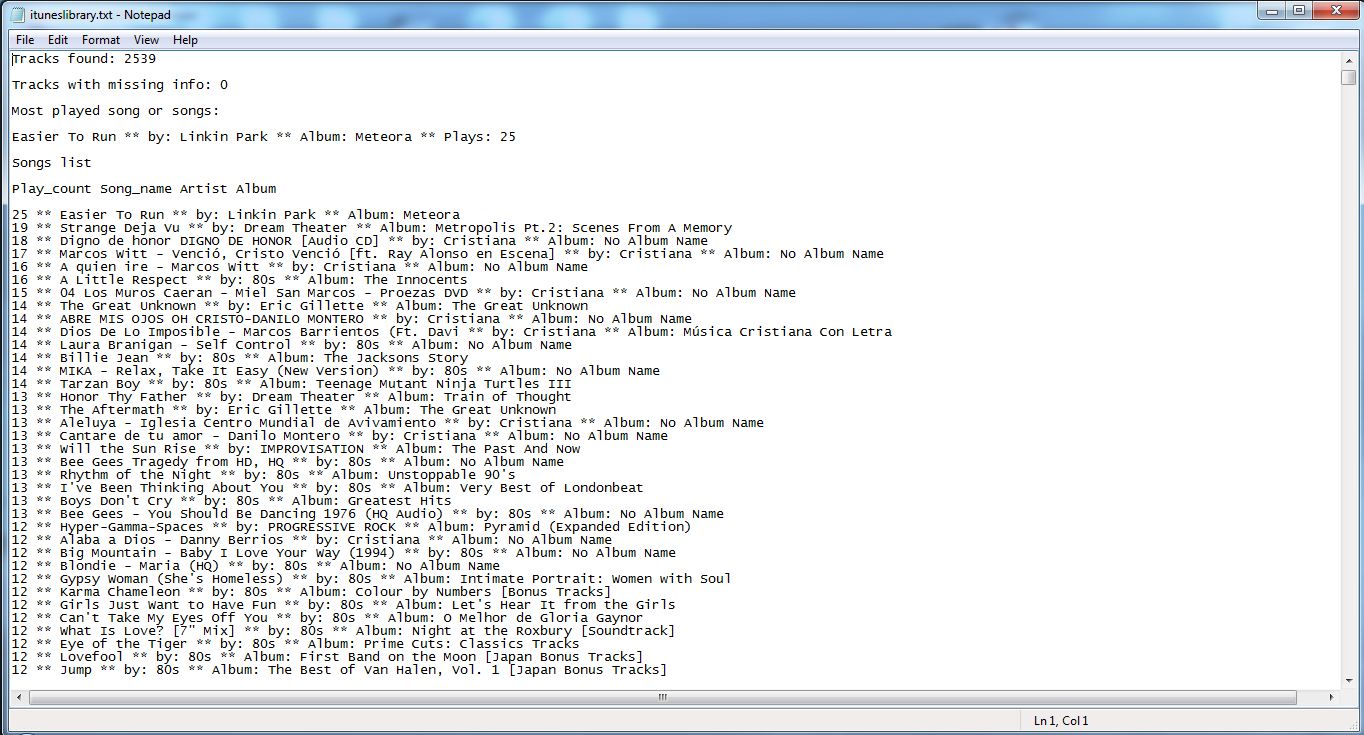 ituneslibrary.txt - Notepad
File Edit Format View Help
Tracks found: 2539
Tracks with missing info: 0
Most played song or songs:
Easier To Run ** by: Linkin Park ** Album: Meteora ** Plays: 25
Songs list
Play_count Song_name Artist Album
25 ** Easier To Run ** by: Linkin Park ** Album: Meteora
19 ** Strange Deja Vu ** by: Dream Theater ** Album: Metropolis Pt.2: Scenes From A Memory
18 ** Digno de honor DIGNO DE HONOR [Audio CD] ** by: Cristiana ** Album: No Album Name
17 ** Marcos Witt - Venció, Cristo Venció [ft. Ray Alonso en Escena] ** by: Cristiana ** Album: No Album Name
16 ** A quien ire - Marcos Witt ** by: Cristiana ** Album: No Album Name
16 ** A Little Respect ** by: 80s ** Album: The Innocents
15 ** 04 Los Muros Caeran - Miel San Marcos - Proezas DVD ** by: Cristiana ** Album: No Album Name
14 ** The Great Unknown ** by: Eric Gillette ** Album: The Great Unknown
14 ** ABRE MIS OJOS OH CRISTO-DANILO MONTERO ** by: Cristiana ** Album: No Album Name
14 ** Dios De Lo Imposible - Marcos Barrientos (Ft. Davi ** by: Cristiana ** Album: Música Cristiana Con Letra
14 ** Laura Branigan - Self Control ** by: 80s ** Album: No Album Name
14 ** Billie Jean ** by: 80s ** Album: The Jacksons Story
14 ** MIKA - Relax, Take It Easy (New Version) ** by: 80s ** Album: No Album Name
14 ** Tarzan Boy ** by: 80s ** Album: Teenage Mutant Ninja Turtles III
13 ** Honor Thy Father ** by: Dream Theater ** Album: Train of Thought
13 ** The Aftermath ** by: Eric Gillette ** Album: The Great Unknown
13 ** Aleluya - Iglesia Centro Mundial de Avivamiento ** by: Cristiana ** Album: No Album Name
13 ** Cantare de tu amor - Danilo Montero ** by: Cristiana ** Album: No Album Name
13 ** Will the Sun Rise ** by: IMPROVISATION ** Album: The Past And Now
13 ** Bee Gees Tragedy from HD, HQ ** by: 80s ** Album: No Album Name
13 ** Rhythm of the Night ** by: 80s ** Album: Unstoppable 90's
13 ** I've Been Thinking About You ** by: 80s ** Album: Very Best of Londonbeat
13 ** Boys Don't Cry ** by: 80s ** Album: Greatest Hits
13 ** Bee Gees - You Should Be Dancing 1976 (HQ Audio) ** by: 80s ** Album: No Album Name
12 ** Hyper-Gamma-Spaces ** by: PROGRESSIVE ROCK ** Album: Pyramid (Expanded Edition)
12 ** Alaba a Dios - Danny Berrios ** by: Cristiana ** Album: No Album Name
12 ** Big Mountain - Baby I Love Your Way (1994) ** by: 80s ** Album: No Album Name
12 ** Blondie - Maria (HQ) ** by: 80s ** Album: No Album Name
12 ** Gypsy Woman (She's Homeless) ** by: 80s ** Album: Intimate Portrait: Women with Soul
12 ** Karma Chameleon ** by: 80s ** Album: Colour by Numbers [Bonus Tracks]
12 ** Girls Just Want to Have Fun ** by: 80s ** Album: Let's Hear It from the Girls
12 ** Can't Take My Eyes Off You ** by: 80s ** Album: O Melhor de Gloria Gaynor
12 ** What Is Love? [7" Mix] ** by: 80s ** Album: Night at the Roxbury [Soundtrack]
12 ** Eye of the Tiger ** by: 80s ** Album: Prime Cuts: Classics Tracks
12 ** Lovefool ** by: 80s ** Album: First Band on the Moon [Japan Bonus Tracks]
12 ** Jump ** by: 80s ** Album: The Best of Van Halen, Vol. 1 [Japan Bonus Tracks]
Ln 1, Col 1